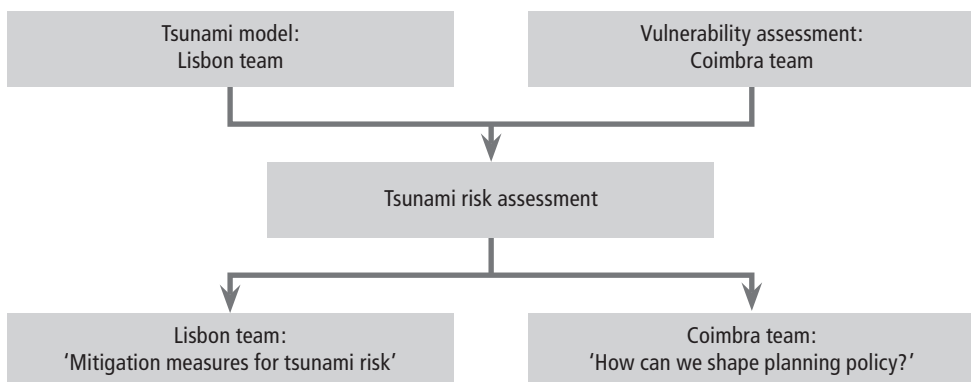 Tsunami model:
Lisbon team
Vulnerability assessment:
Coimbra team
Tsunami risk assessment
Lisbon team:
‘Mitigation measures for tsunami risk’
Coimbra team:
‘How can we shape planning policy?’